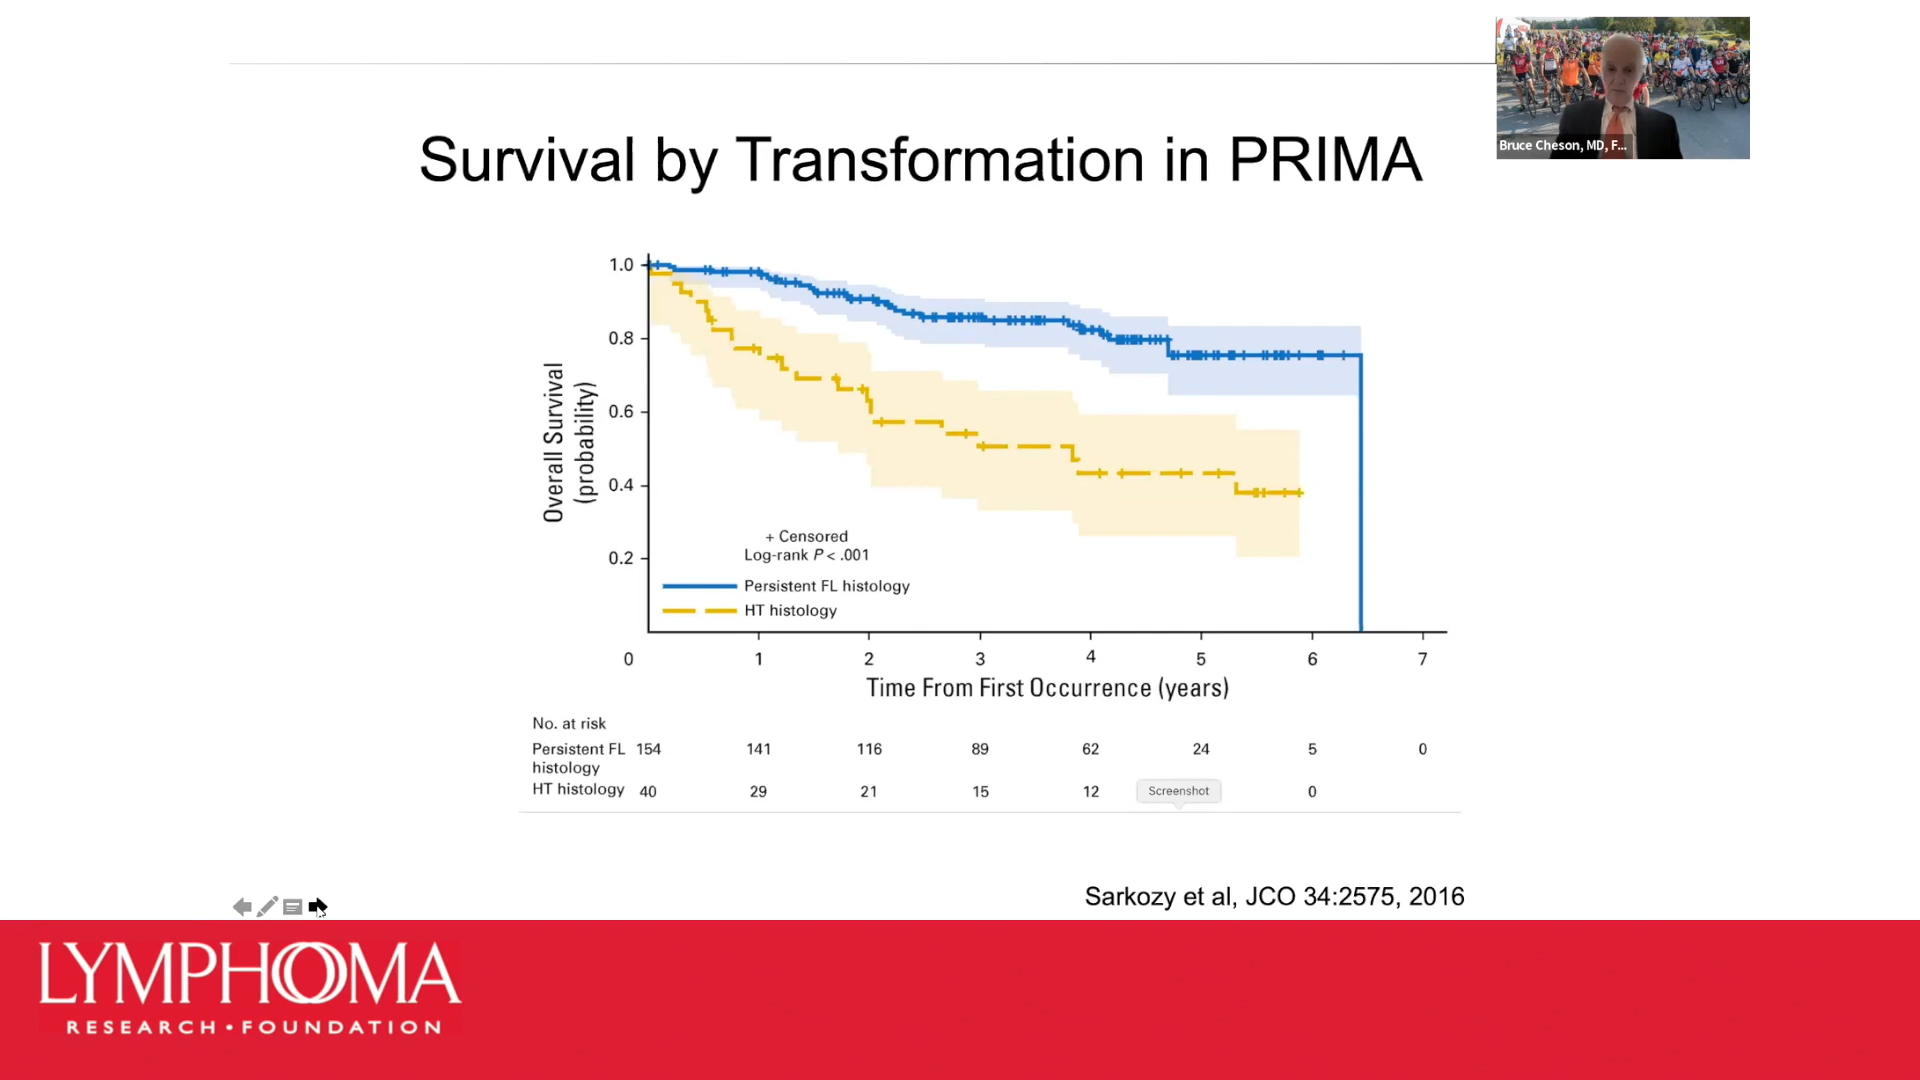 Bruce Cheson, MD, F...
Survival by Transformation in PRIMA
Overall Survival
(probability)
1.0
0.8
0.6
0.4
0.2
+ Censored
Log-rank P < .001
Persistent FL histology
HT histology
0 1 2 3 4 5 6 7
Time From First Occurrence (years)
No. at risk
Persistent FL 154 141 116 89 62 24 5 0
histology
HT histology 40 29 21 15 12 Screenshot 0
Sarkozy et al, JCO 34:2575, 2016
LYMPHOMA
RESEARCH • FOUNDATION